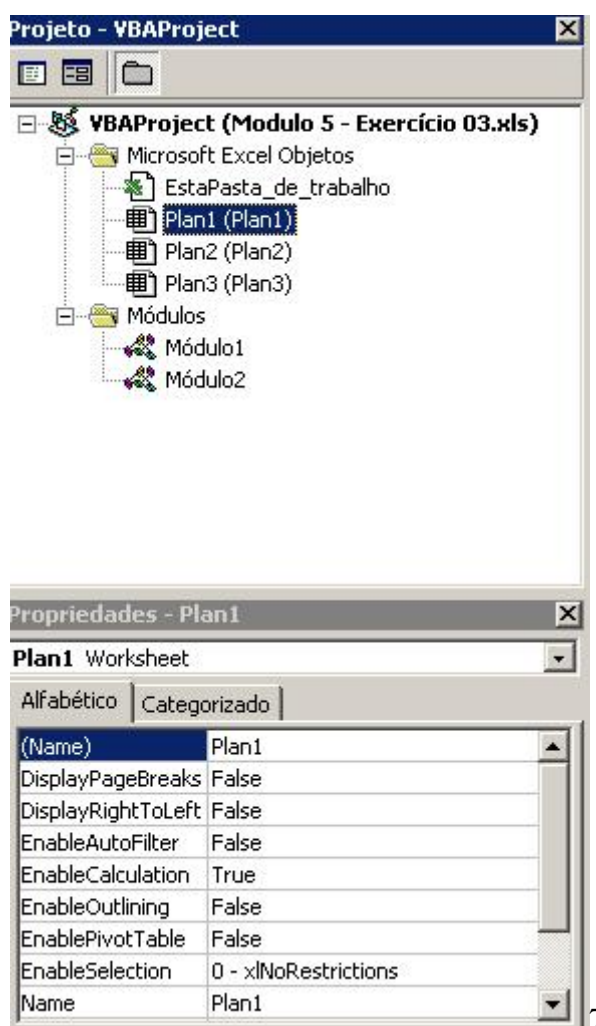 Projeto - VBAProject
VBAProject (Modulo 5 - Exercício 03.xls)
Microsoft Excel Objetos
EstaPasta_de_trabalho
Plan1 (Plan1)
Plan2 (Plan2)
Plan3 (Plan3)
Módulos
Módulo1
Módulo2
Propriedades - Plan1
Plan1 Worksheet
Alfabético Categorizado
(Name) Plan1
DisplayPageBreaks False
DisplayRightToLeft False
EnableAutoFilter False
EnableCalculation True
EnableOutlining False
EnablePivotTable False
EnableSelection 0 - xlNoRestrictions
Name Plan1